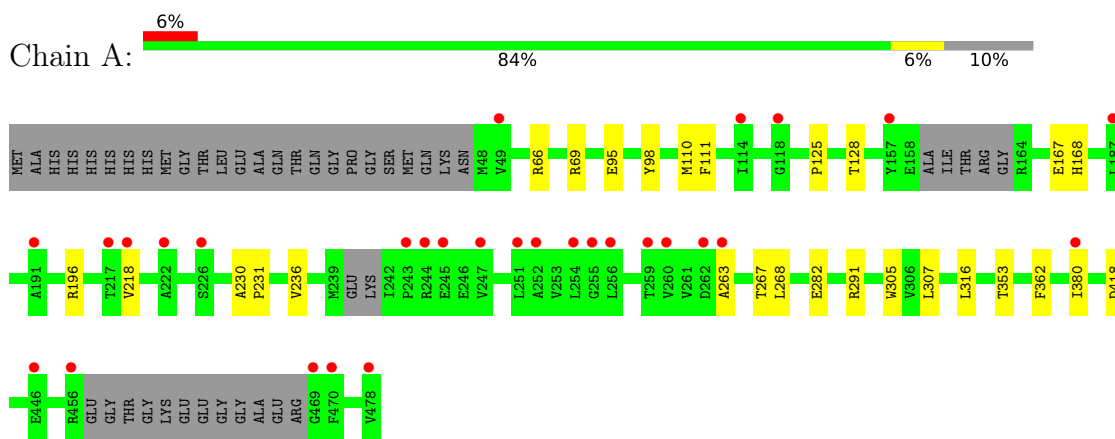 6%
Chain A:
84% 6% 10%
MET ALA HIS HIS HIS HIS HIS HIS MET GLY THR LEU GLU ALA GLN THR GLN GLY PRO GLY SER MET GLN LYS ASN M48 V49 R66 R69 E95 Y98 M110 F111 I114 G118 P125 T128 Y157 E158 ALA ILE THR ARG GLY R164 E167 H168 L187
A191 R196 T217 V218 A222 S226 A230 P231 V236 M239 GLU LYS I242 P243 R244 E245 E246 V247 L251 A252 V253 L254 G255 L256 T259 V260 V261 D262 A263 T267 L268 E282 R291 W305 V306 L307 L316 T353 F362 I380
E446 R456 GLU GLY THR GLY LYS GLU GLU GLY GLY ALA GLU ARG G469 F470 V478